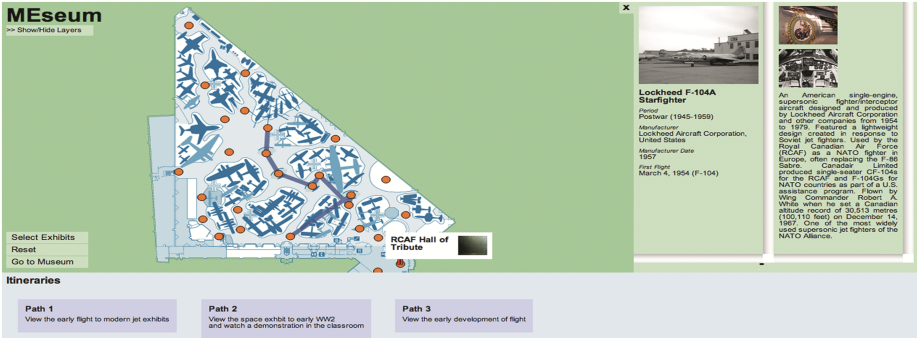 MEseum
>> Show/Hide Layers
Select Exhibits
Reset
Go to Museum
RCAF Hall of
Tribute
x
Lockheed F-104A
Starfighter
Period
Postwar (1945-1959)
Manufacturer
Lockheed Aircraft Corporation,
United States
Manufacturer Date
1957
First Flight
March 4, 1954 (F-104)
An American single-engine,
supersonic fighter/interceptor
aircraft designed and produced
by Lockheed Aircraft Corporation
and other companies from 1954
to 1979. Featured a lightweight
design created in response to
Soviet jet fighters. Used by the
Royal Canadian Air Force
(RCAF) as a NATO fighter in
Europe, often replacing the F-86
Sabre. Canadair Limited
produced single-seater CF-104s
for the RCAF and F-104Gs for
NATO countries as part of a U.S.
assistance program. Flown by
Wing Commander Robert A.
White when he set a Canadian
altitude record of 30,513 metres
(100,110 feet) on December 14,
1967. One of the most widely
used supersonic jet fighters of the
NATO Alliance.
Itineraries
Path 1
View the early flight to modern jet exhibits
Path 2
View the space exhbit to early WW2
and watch a demonstration in the classroom
Path 3
View the early development of flight